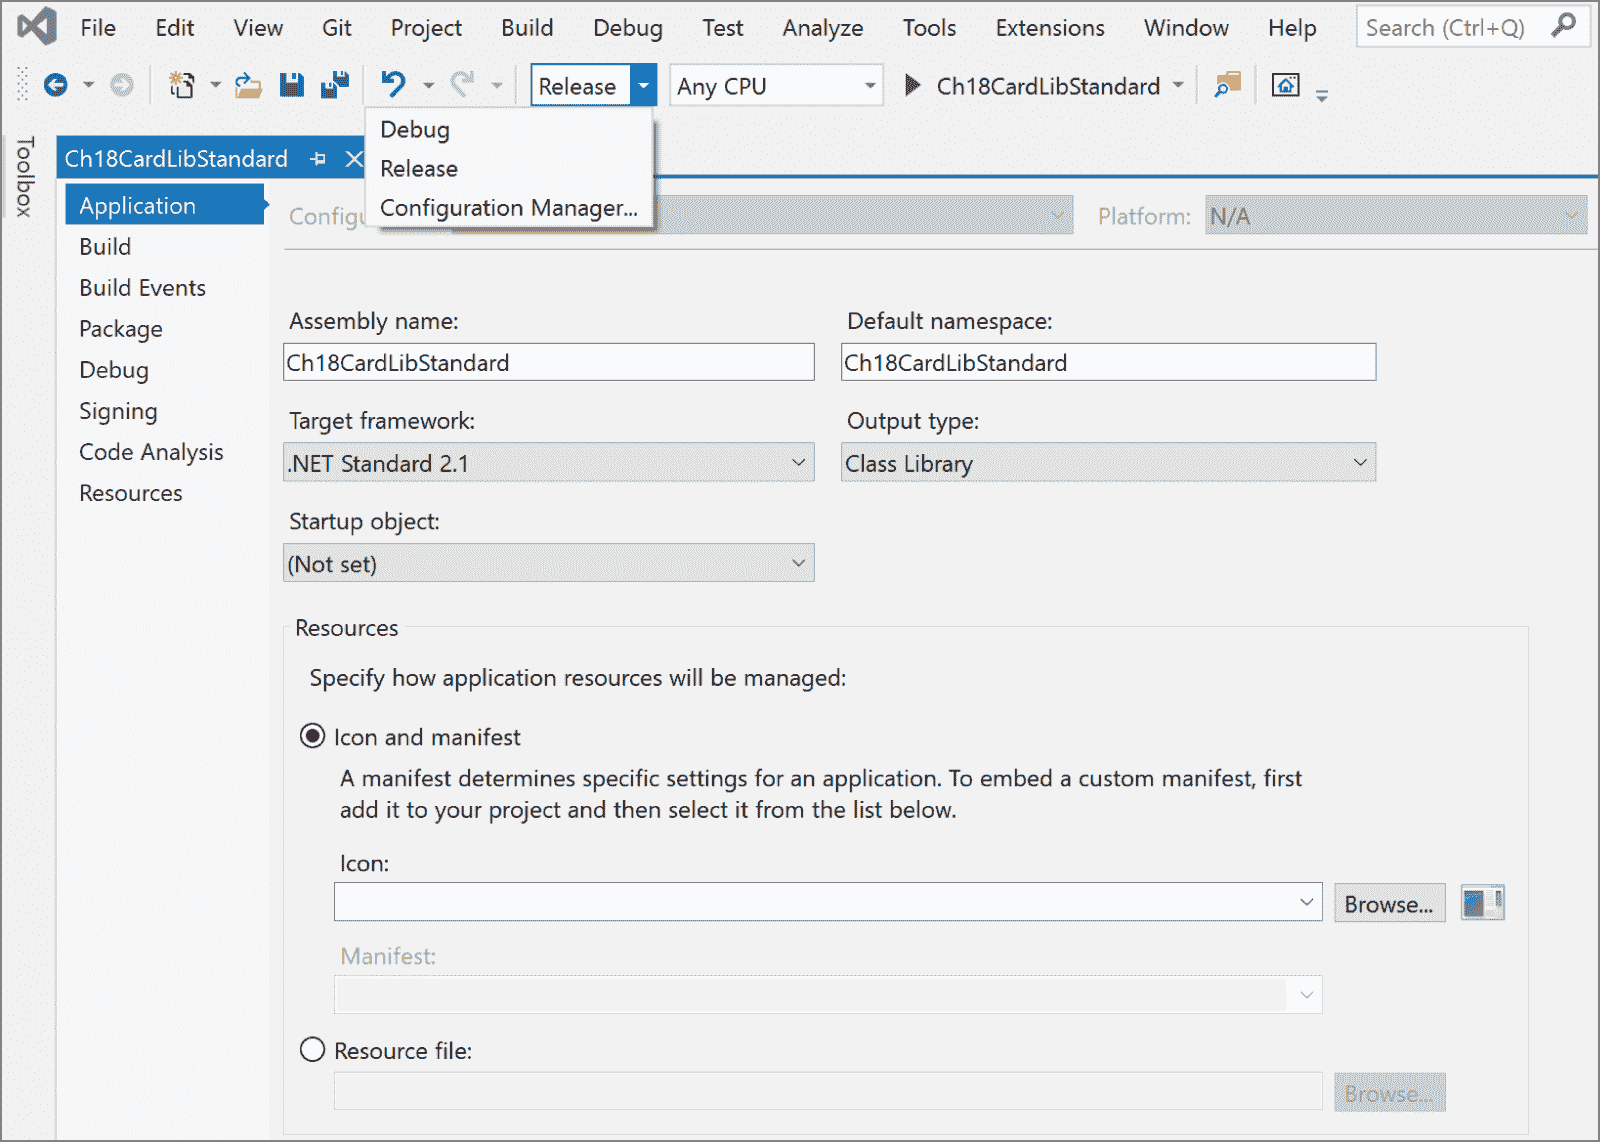 File Edit View Git Project Build Debug Test Analyze Tools Extensions Window Help Search (Ctrl+Q)
Release Any CPU Ch18CardLibStandard
Debug
Release
Configuration Manager...
Toolbox
Ch18CardLibStandard
Application
Build
Build Events
Package
Debug
Signing
Code Analysis
Resources
Configu Platform: N/A
Assembly name: Default namespace:
Ch18CardLibStandard Ch18CardLibStandard
Target framework: Output type:
.NET Standard 2.1 Class Library
Startup object:
(Not set)
Resources
Specify how application resources will be managed:
Icon and manifest
A manifest determines specific settings for an application. To embed a custom manifest, first
add it to your project and then select it from the list below.
Icon:
Browse...
Manifest:
Resource file:
Browse...